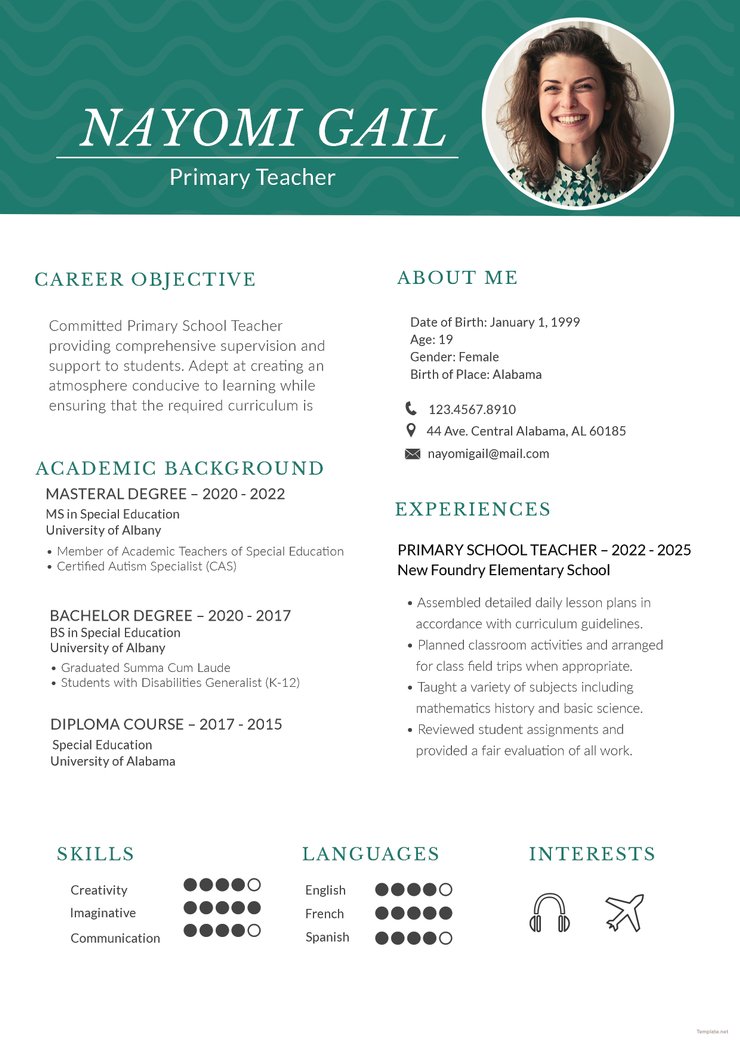 NAYOMI GAIL
Primary Teacher
CAREER OBJECTIVE
Committed Primary School Teacher
providing comprehensive supervision and
support to students. Adept at creating an
atmosphere conducive to learning while
ensuring that the required curriculum is
ACADEMIC BACKGROUND
MASTERAL DEGREE – 2020 - 2022
MS in Special Education
University of Albany
• Member of Academic Teachers of Special Education
• Certified Autism Specialist (CAS)
BACHELOR DEGREE – 2020 - 2017
BS in Special Education
University of Albany
• Graduated Summa Cum Laude
• Students with Disabilities Generalist (K-12)
DIPLOMA COURSE – 2017 - 2015
Special Education
University of Alabama
ABOUT ME
Date of Birth: January 1, 1999
Age: 19
Gender: Female
Birth of Place: Alabama
123.4567.8910
44 Ave. Central Alabama, AL 60185
nayomigail@mail.com
EXPERIENCES
PRIMARY SCHOOL TEACHER – 2022 - 2025
New Foundry Elementary School
• Assembled detailed daily lesson plans in
accordance with curriculum guidelines.
• Planned classroom activities and arranged
for class field trips when appropriate.
• Taught a variety of subjects including
mathematics history and basic science.
• Reviewed student assignments and
provided a fair evaluation of all work.
SKILLS
Creativity
Imaginative
Communication
LANGUAGES
English
French
Spanish
INTERESTS
Template.net